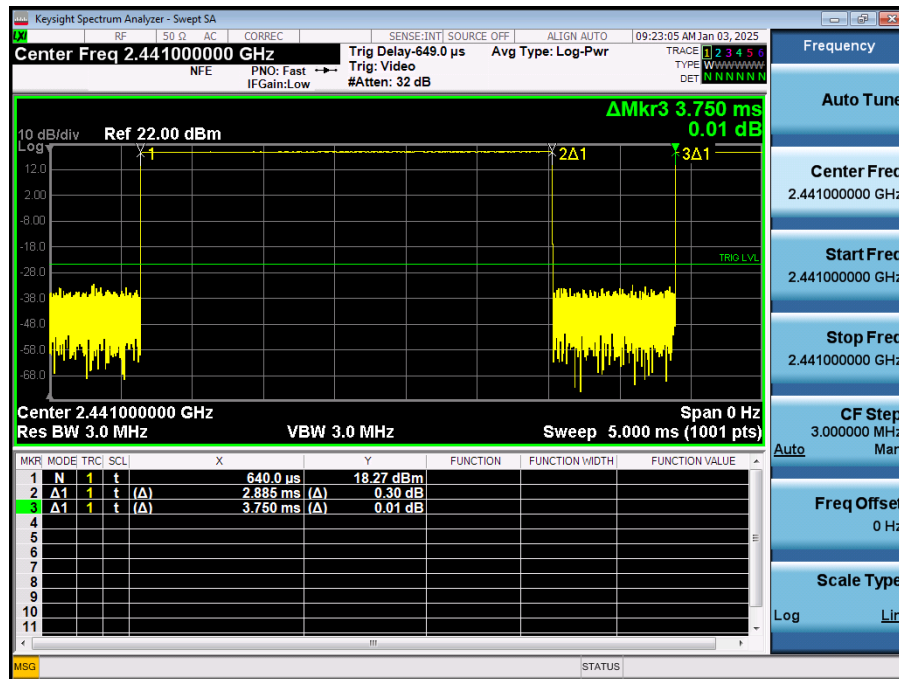 Keysight Spectrum Analyzer - Swept SA
LXI RF 50 Ω AC CORREC SENSE:INT SOURCE OFF ALIGN AUTO 09:23:05 AM Jan 03, 2025
Center Freq 2.441000000 GHz
NFE PNO: Fast IFGain:Low
Trig Delay-649.0 µs Avg Type: Log-Pwr
Trig: Video
#Atten: 32 dB
TRACE 1 2 3 4 5 6
TYPE WWWWWWW
DET N N N N N N
ΔMkr3 3.750 ms
0.01 dB
10 dB/div Ref 22.00 dBm
Log
1 2Δ1 3Δ1
12.0
2.00
-8.00
-18.0
TRIG LVL
-28.0
-38.0
-48.0
-58.0
-68.0
Center 2.441000000 GHz Span 0 Hz
Res BW 3.0 MHz VBW 3.0 MHz Sweep 5.000 ms (1001 pts)
MKR MODE TRC SCL X Y FUNCTION FUNCTION WIDTH FUNCTION VALUE
1 N 1 t 640.0 µs 18.27 dBm
2 Δ1 1 t (Δ) 2.885 ms (Δ) 0.30 dB
3 Δ1 1 t (Δ) 3.750 ms (Δ) 0.01 dB
4
5
6
7
8
9
10
11
MSG STATUS
Frequency
Auto Tune
Center Freq
2.441000000 GHz
Start Freq
2.441000000 GHz
Stop Freq
2.441000000 GHz
CF Step
3.000000 MHz
Auto Man
Freq Offset
0 Hz
Scale Type
Log Lin